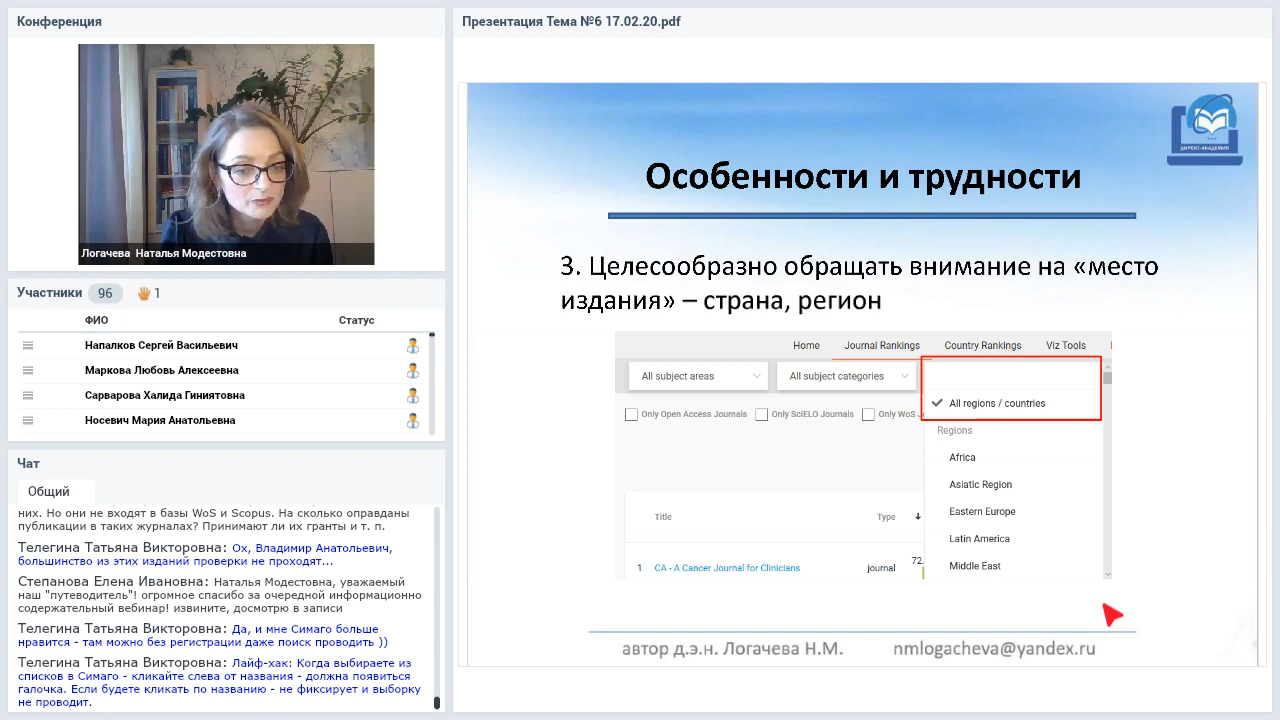 Конференция
Логачева Наталья Модестовна
Участники 96 1
ФИО Статус
Напалков Сергей Васильевич
Маркова Любовь Алексеевна
Сарварова Халида Гиниятовна
Носевич Мария Анатольевна
Чат
Общий
них. Но они не входят в базы WoS и Scopus. На сколько оправданы
публикации в таких журналах? Принимают ли их гранты и т. п.
Телегина Татьяна Викторовна: Ох, Владимир Анатольевич,
большинство из этих изданий проверки не проходят...
Степанова Елена Ивановна: Наталья Модестовна, уважаемый
наш "путеводитель"! огромное спасибо за очередной информационно
содержательный вебинар! извините, досмотрю в записи
Телегина Татьяна Викторовна: Да, и мне Симаго больше
нравится - там можно без регистрации даже поиск проводить ))
Телегина Татьяна Викторовна: Лайф-хак: Когда выбираете из
списков в Симаго - кликайте слева от названия - должна появиться
галочка. Если будете кликать по названию - не фиксирует и выборку
не проводит.
Презентация Тема №6 17.02.20.pdf
ДИРЕКТ-АКАДЕМИЯ
Особенности и трудности
3. Целесообразно обращать внимание на «место
издания» – страна, регион
Home Journal Rankings Country Rankings Viz Tools
All subject areas All subject categories
All regions / countries
Only Open Access Journals Only SciELO Journals Only WoS
Regions
Africa
Asiatic Region
Eastern Europe
Latin America
Middle East
Title Type
1 CA - A Cancer Journal for Clinicians journal 72.
автор д.э.н. Логачева Н.М. nmlogacheva@yandex.ru